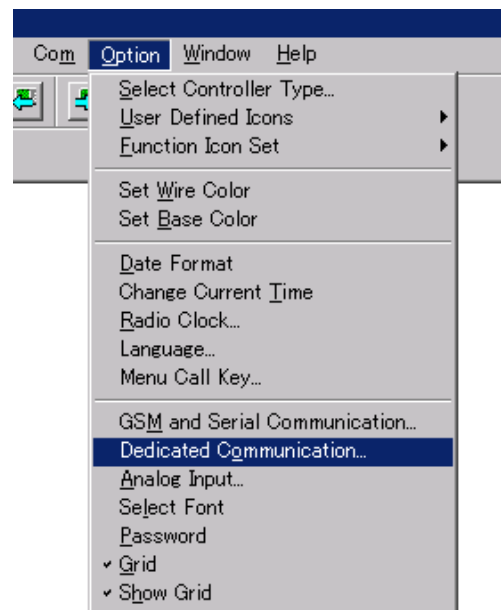 Com Option Window Help
Select Controller Type...
User Defined Icons
Function Icon Set
Set Wire Color
Set Base Color
Date Format
Change Current Time
Radio Clock...
Language...
Menu Call Key...
GSM and Serial Communication...
Dedicated Communication...
Analog Input...
Select Font
Password
Grid
Show Grid